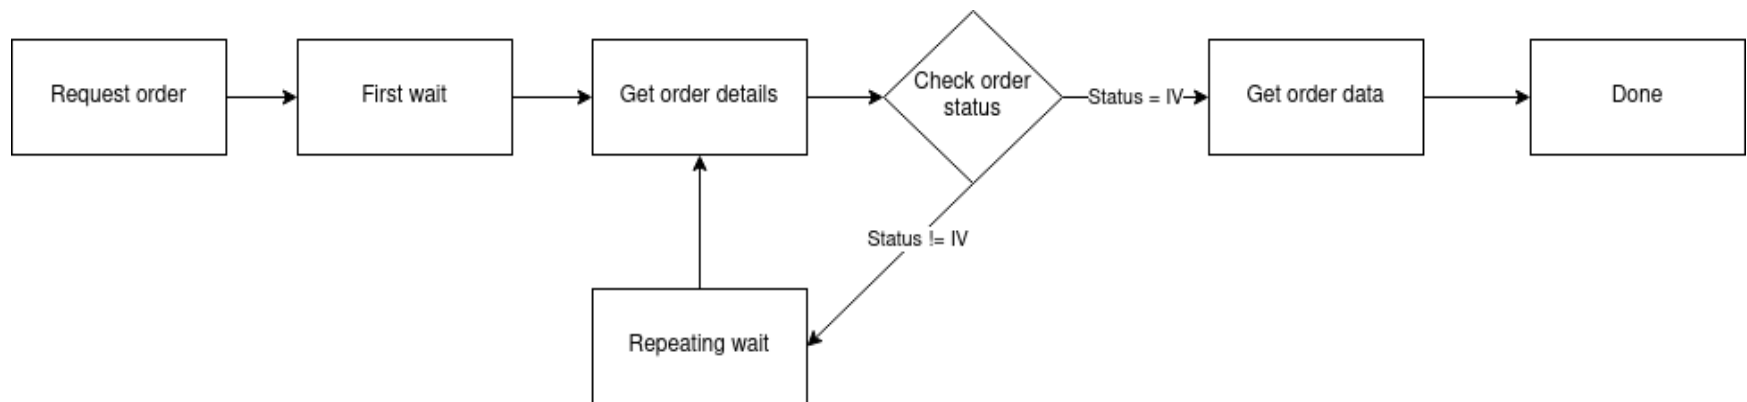 Request order
First wait
Get order details
Check order
status
Status = IV
Get order data
Done
Status != IV
Repeating wait